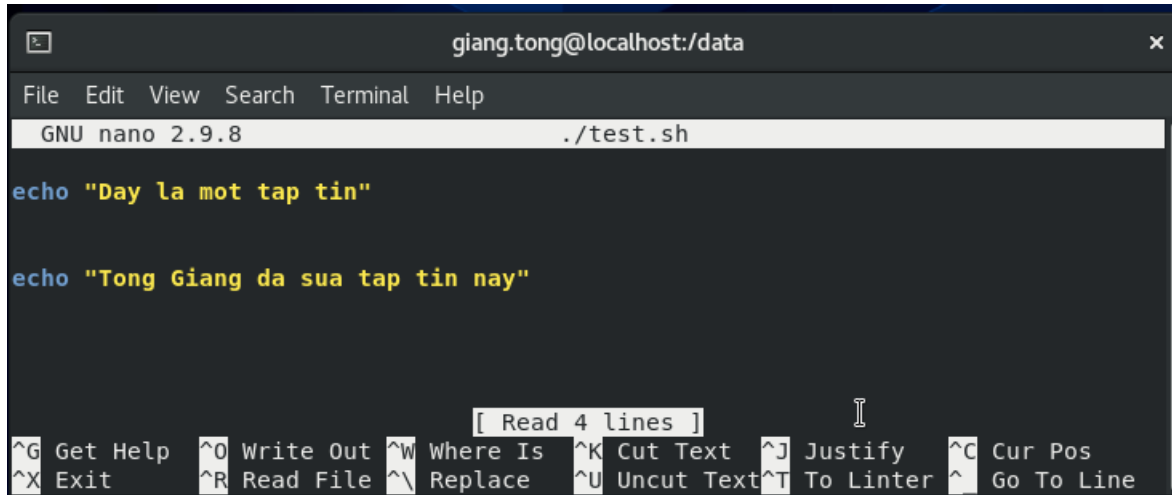 giang.tong@localhost:/data ×
File Edit View Search Terminal Help
GNU nano 2.9.8 ./test.sh
echo "Day la mot tap tin"
echo "Tong Giang da sua tap tin nay"
[ Read 4 lines ]
^G Get Help ^O Write Out ^W Where Is ^K Cut Text ^J Justify ^C Cur Pos
^X Exit ^R Read File ^\ Replace ^U Uncut Text ^T To Linter ^_ Go To Line